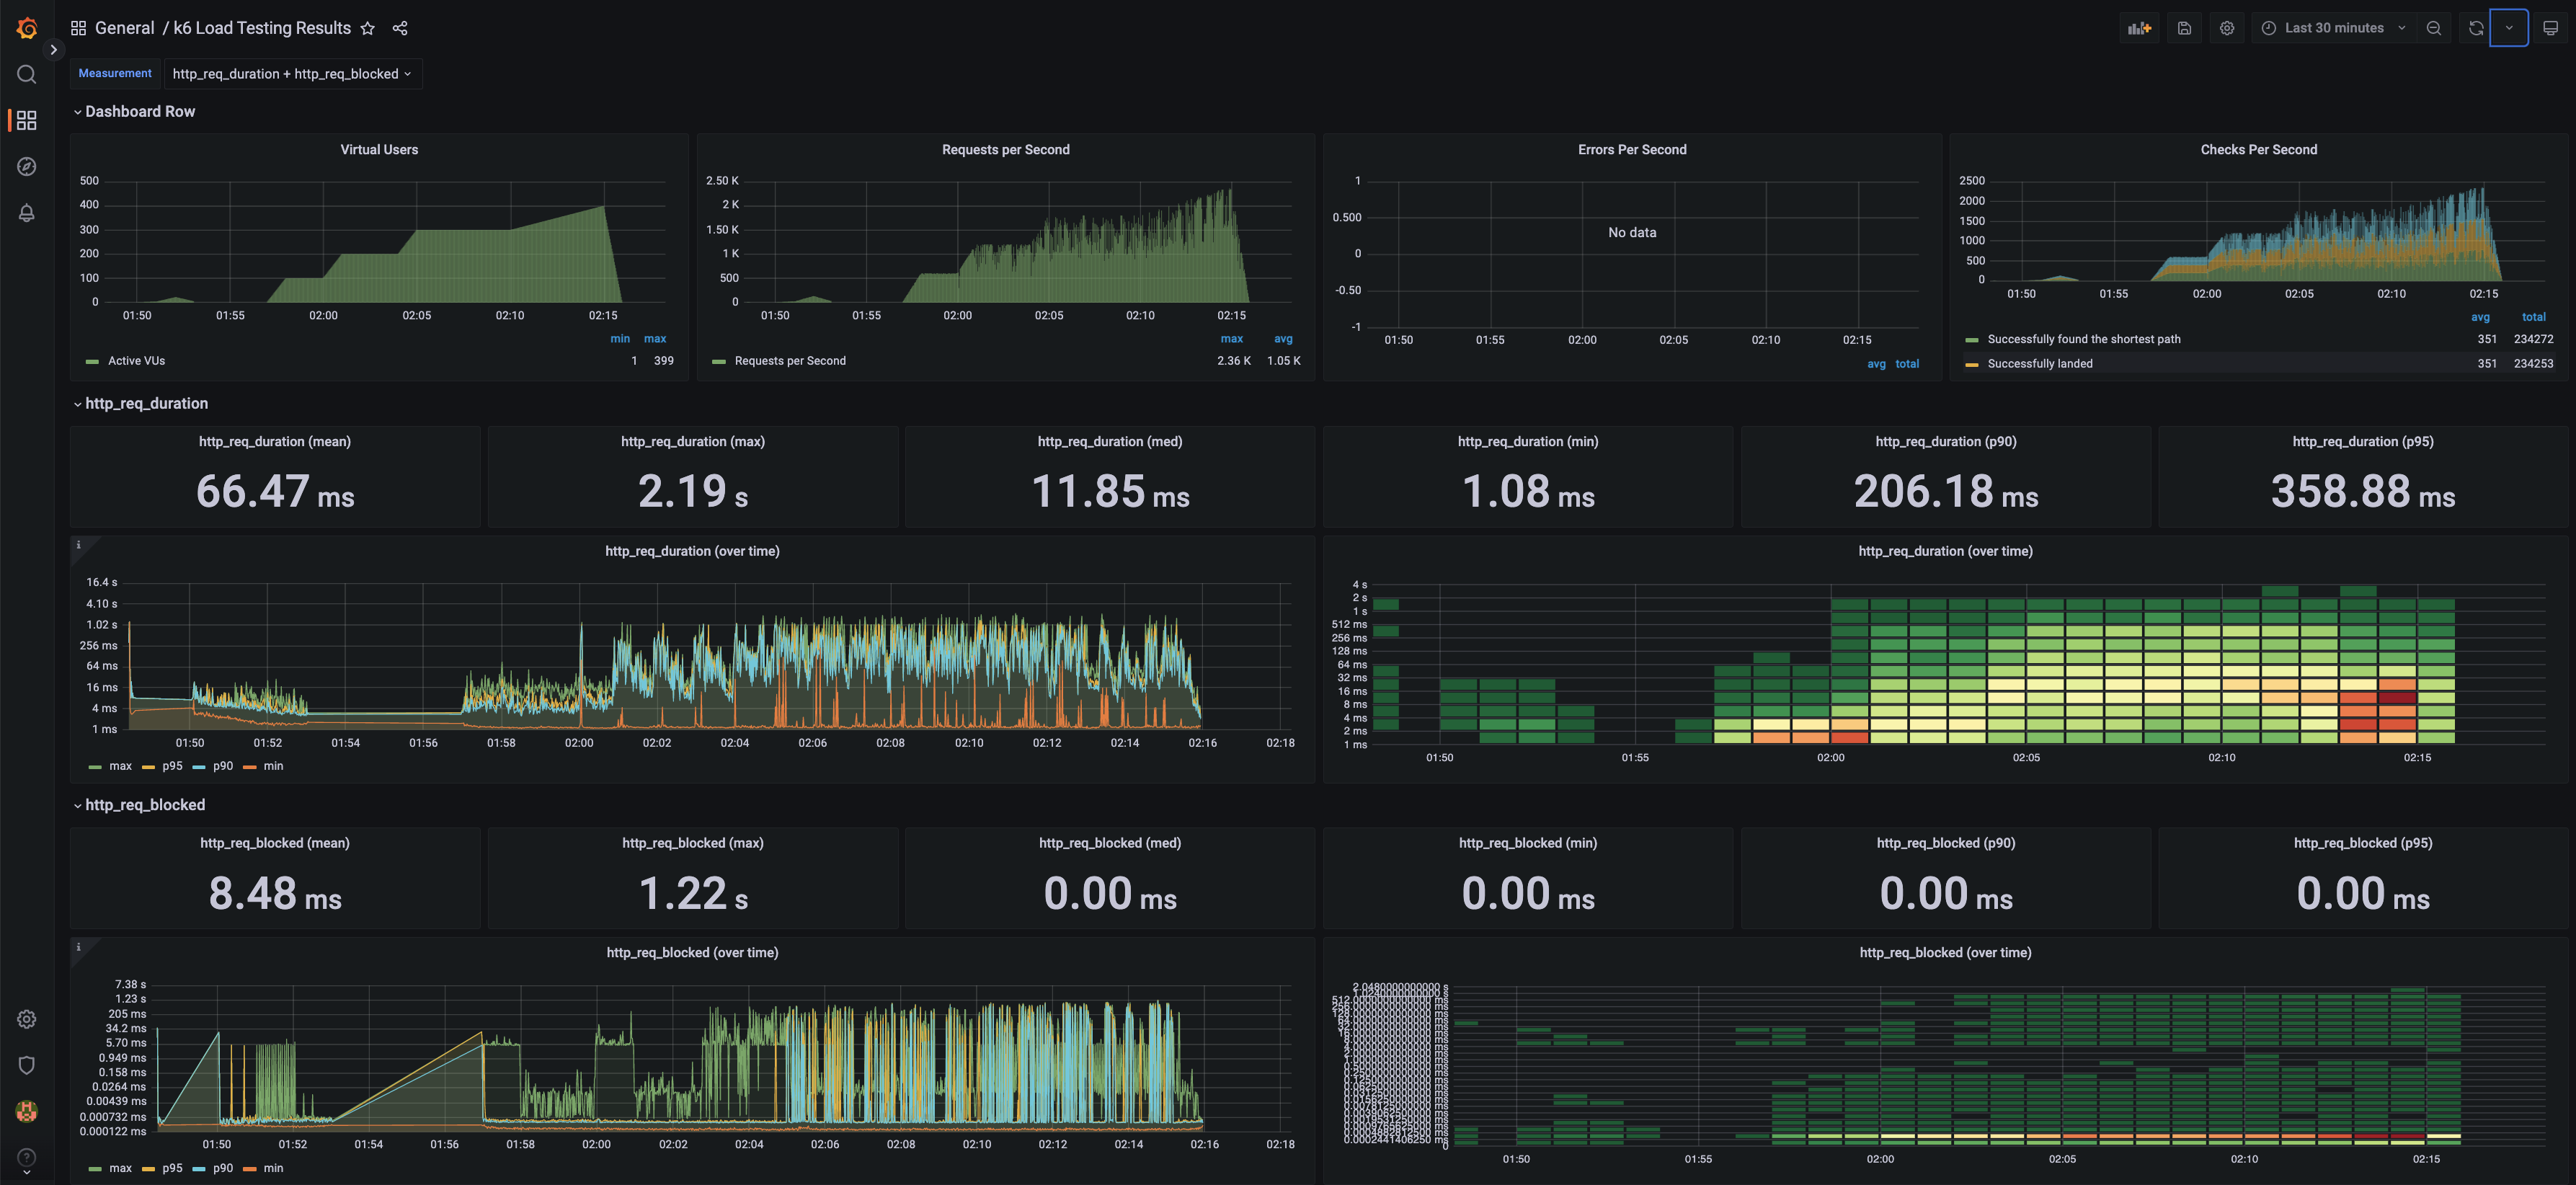 General / k6 Load Testing Results
Last 30 minutes
Measurement http_req_duration + http_req_blocked
Dashboard Row
Virtual Users
500
400
300
200
100
0
01:50 01:55 02:00 02:05 02:10 02:15
min max
Active VUs 1 399
Requests per Second
2.50 K
2 K
1.50 K
1 K
500
0
01:50 01:55 02:00 02:05 02:10 02:15
max avg
Requests per Second 2.36 K 1.05 K
Errors Per Second
1
0.500
0
-0.50
-1
No data
01:50 01:55 02:00 02:05 02:10 02:15
avg total
Checks Per Second
2500
2000
1500
1000
500
0
01:50 01:55 02:00 02:05 02:10 02:15
avg total
Successfully found the shortest path 351 234272
Successfully landed 351 234253
http_req_duration
http_req_duration (mean)
66.47 ms
http_req_duration (max)
2.19 s
http_req_duration (med)
11.85 ms
http_req_duration (min)
1.08 ms
http_req_duration (p90)
206.18 ms
http_req_duration (p95)
358.88 ms
http_req_duration (over time)
16.4 s
4.10 s
1.02 s
256 ms
64 ms
16 ms
4 ms
1 ms
01:50 01:52 01:54 01:56 01:58 02:00 02:02 02:04 02:06 02:08 02:10 02:12 02:14 02:16 02:18
max p95 p90 min
http_req_duration (over time)
4 s
2 s
1 s
512 ms
256 ms
128 ms
64 ms
32 ms
16 ms
8 ms
4 ms
2 ms
1 ms
01:50 01:55 02:00 02:05 02:10 02:15
http_req_blocked
http_req_blocked (mean)
8.48 ms
http_req_blocked (max)
1.22 s
http_req_blocked (med)
0.00 ms
http_req_blocked (min)
0.00 ms
http_req_blocked (p90)
0.00 ms
http_req_blocked (p95)
0.00 ms
http_req_blocked (over time)
7.38 s
1.23 s
205 ms
34.2 ms
5.70 ms
0.949 ms
0.158 ms
0.0264 ms
0.00439 ms
0.000732 ms
0.000122 ms
01:50 01:52 01:54 01:56 01:58 02:00 02:02 02:04 02:06 02:08 02:10 02:12 02:14 02:16 02:18
max p95 p90 min
http_req_blocked (over time)
0.0002441406250 ms
0
01:50 01:55 02:00 02:05 02:10 02:15